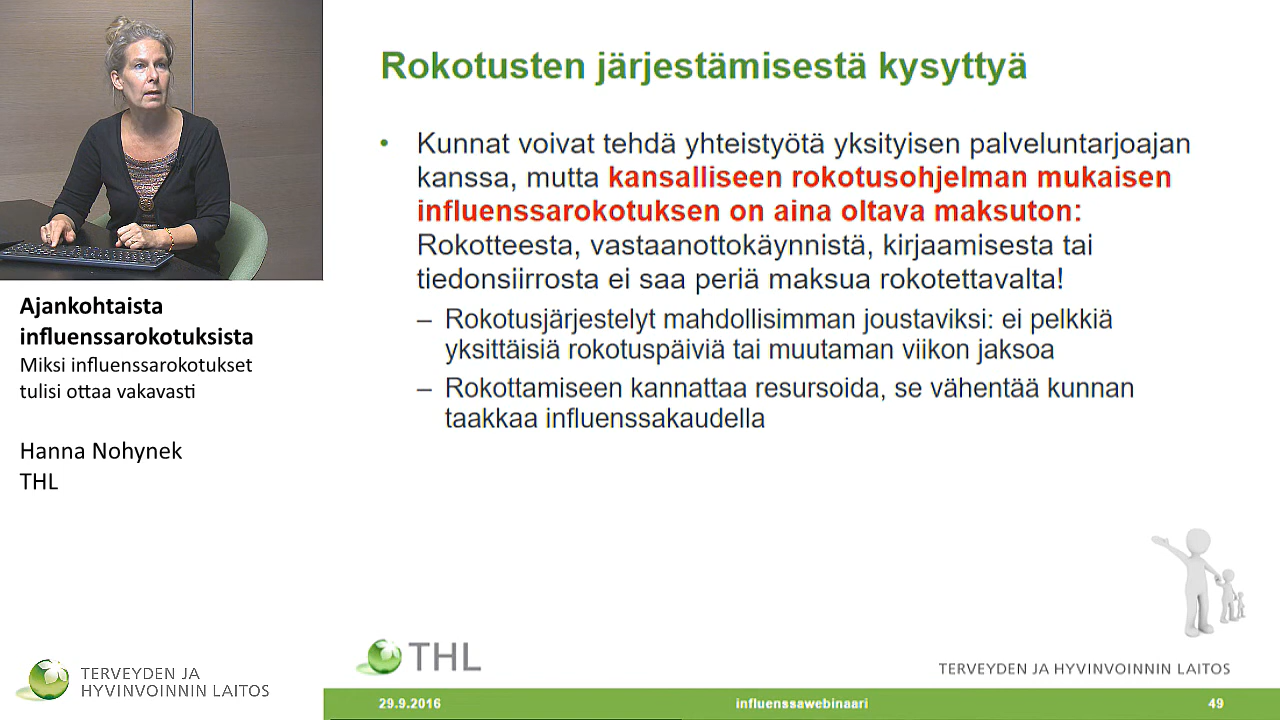 Rokotusten järjestämisestä kysyttyä
• Kunnat voivat tehdä yhteistyötä yksityisen palveluntarjoajan
kanssa, mutta kansalliseen rokotusohjelman mukaisen
influenssarokotuksen on aina oltava maksuton:
Rokotteesta, vastaanottokäynnistä, kirjaamisesta tai
tiedonsiirrosta ei saa periä maksua rokotettavalta!
– Rokotusjärjestelyt mahdollisimman joustaviksi: ei pelkkiä
yksittäisiä rokotuspäiviä tai muutaman viikon jaksoa
– Rokottamiseen kannattaa resursoida, se vähentää kunnan
taakkaa influenssakaudella
Ajankohtaista
influenssarokotuksista
Miksi influenssarokotukset
tulisi ottaa vakavasti
Hanna Nohynek
THL
TERVEYDEN JA
HYVINVOINNIN LAITOS
THL
TERVEYDEN JA HYVINVOINNIN LAITOS
29.9.2016
influenssawebinaari
49